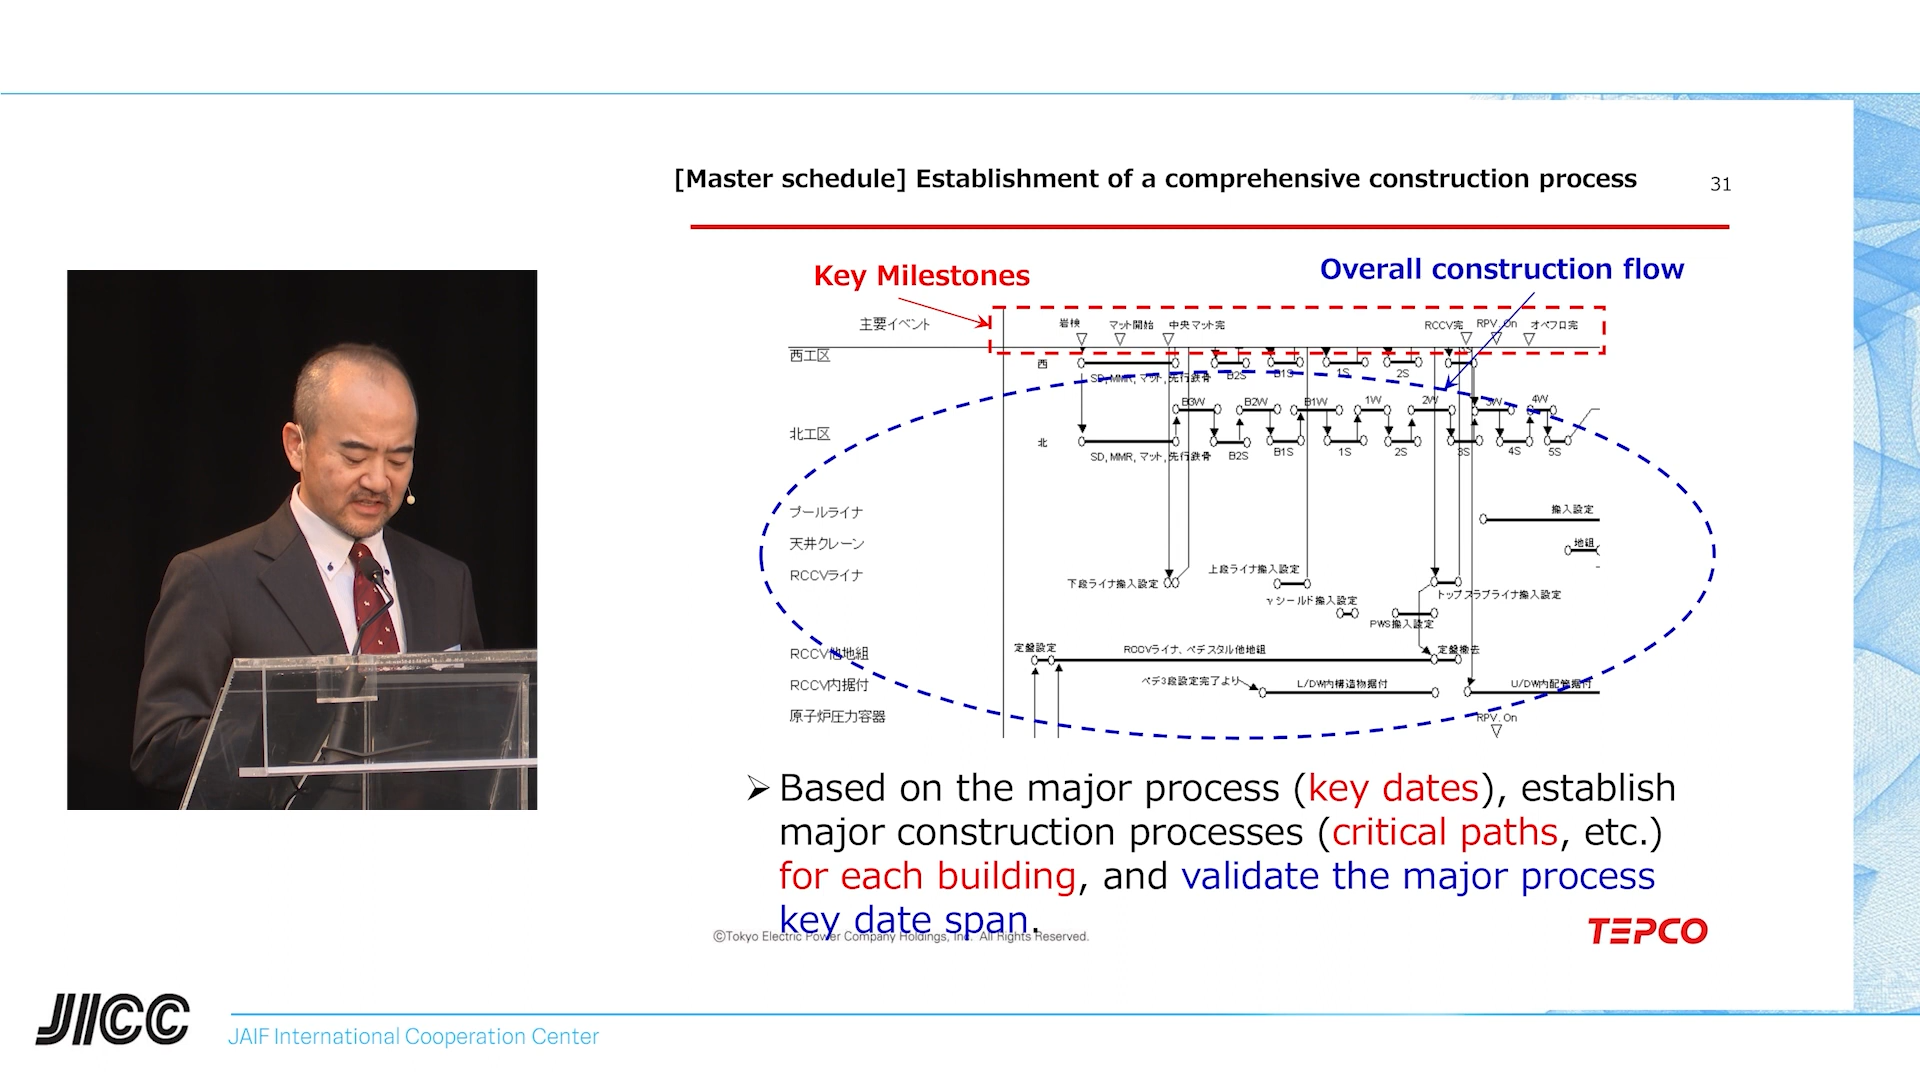 [Master schedule] Establishment of a comprehensive construction process
31
Key Milestones
Overall construction flow
主要イベント
岩検
マット開始
中央マット完
RCCV完
RPV. On
オペフロ完
西工区
西
SD, MMR, マット, 先行鉄骨
B2S
B1S
1S
2S
B3W
B2W
B1W
1W
2W
3W
4W
北工区
北
SD, MMR, マット, 先行鉄骨
B2S
B1S
1S
2S
3S
4S
5S
プールライナ
搬入設定
天井クレーン
地組
RCCVライナ
下段ライナ搬入設定
上段ライナ搬入設定
トップスラブライナ搬入設定
γシールド搬入設定
PWS搬入設定
RCCV他地組
定盤設定
RCCVライナ、ペデスタル他地組
定盤撤去
RCCV内据付
ペデ3段設定完了より
L/DW内構造物据付
U/DW内配管据付
原子炉圧力容器
RPV. On
➢ Based on the major process (key dates), establish
major construction processes (critical paths, etc.)
for each building, and validate the major process
key date span.
©Tokyo Electric Power Company Holdings, Inc. All Rights Reserved.
TEPCO
JICC
JAIF International Cooperation Center